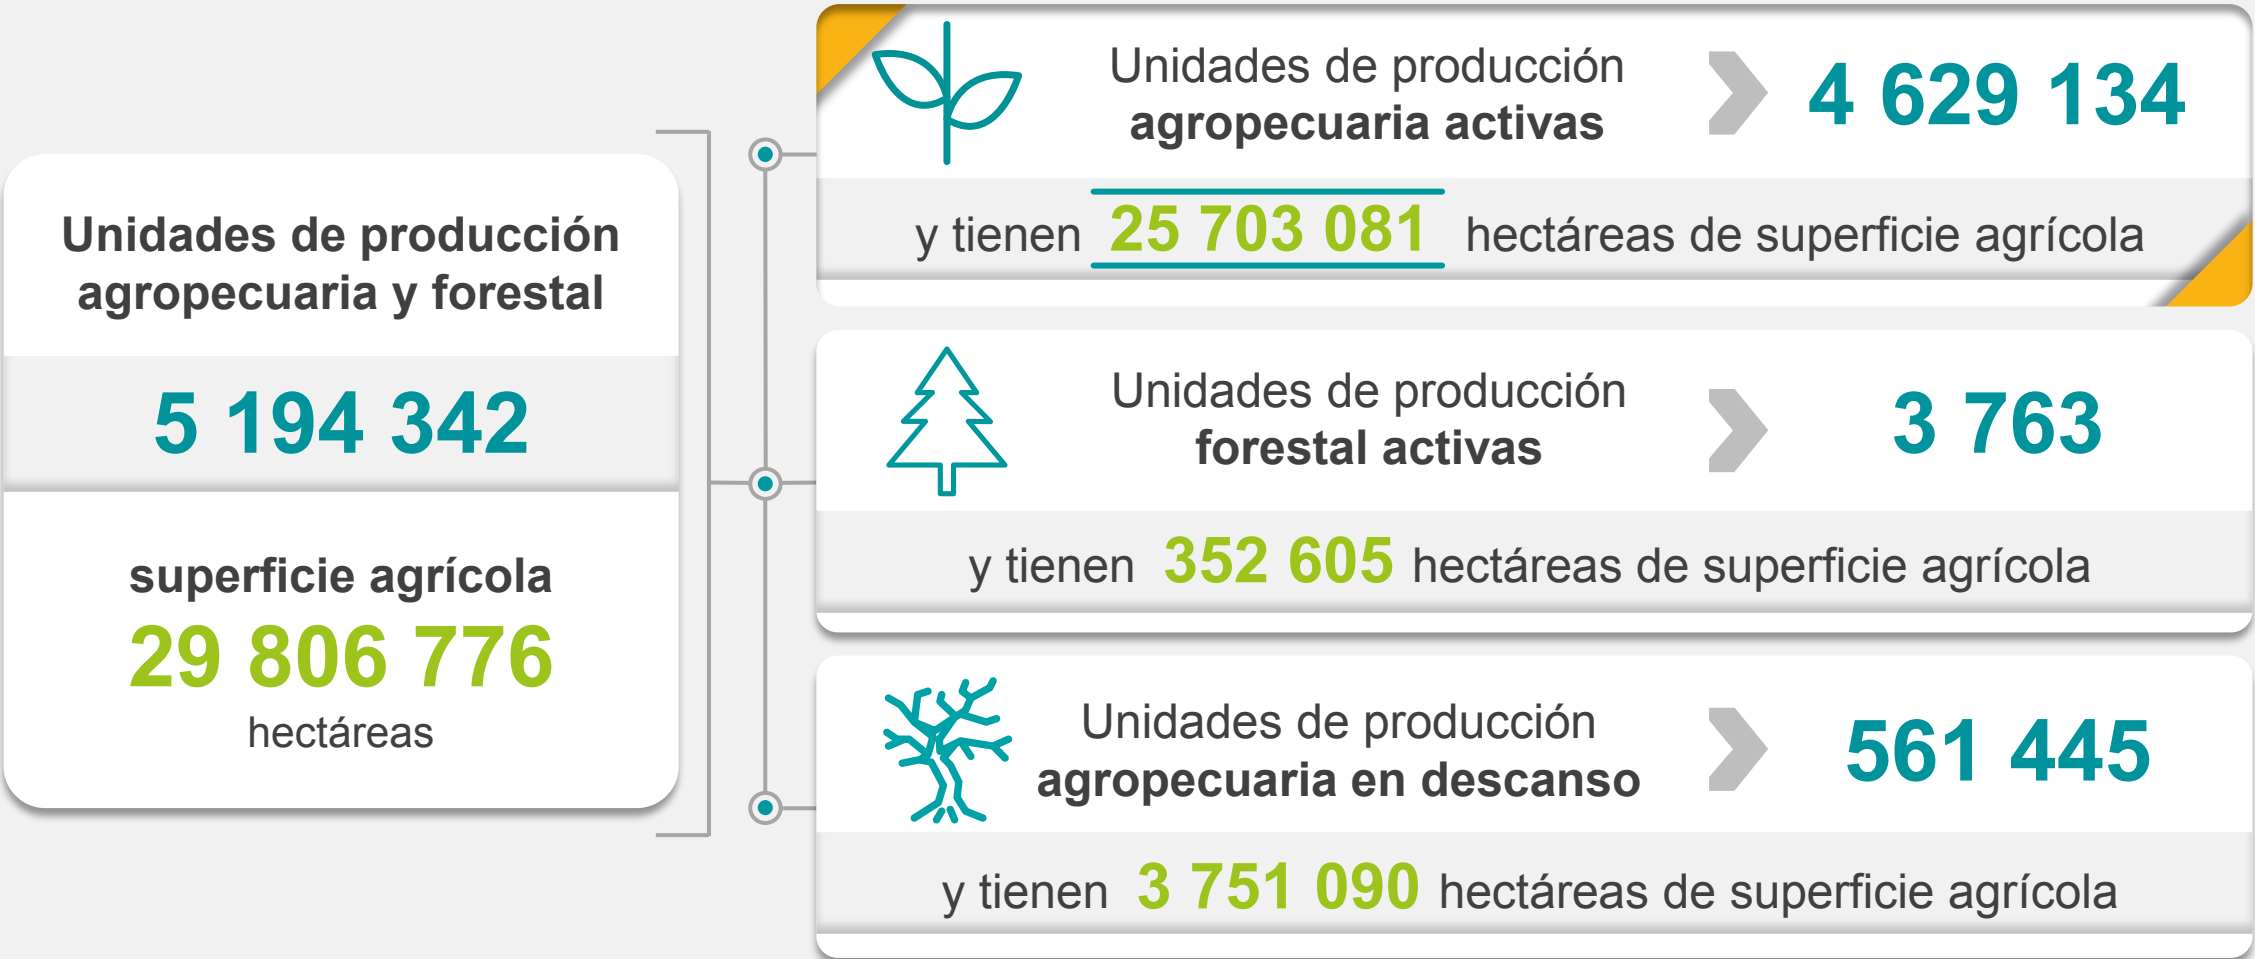 Unidades de producción
agropecuaria y forestal
5 194 342
superficie agrícola
29 806 776
hectáreas
Unidades de producción
agropecuaria activas
4 629 134
y tienen 25 703 081 hectáreas de superficie agrícola
Unidades de producción
forestal activas
3 763
y tienen 352 605 hectáreas de superficie agrícola
Unidades de producción
agropecuaria en descanso
561 445
y tienen 3 751 090 hectáreas de superficie agrícola